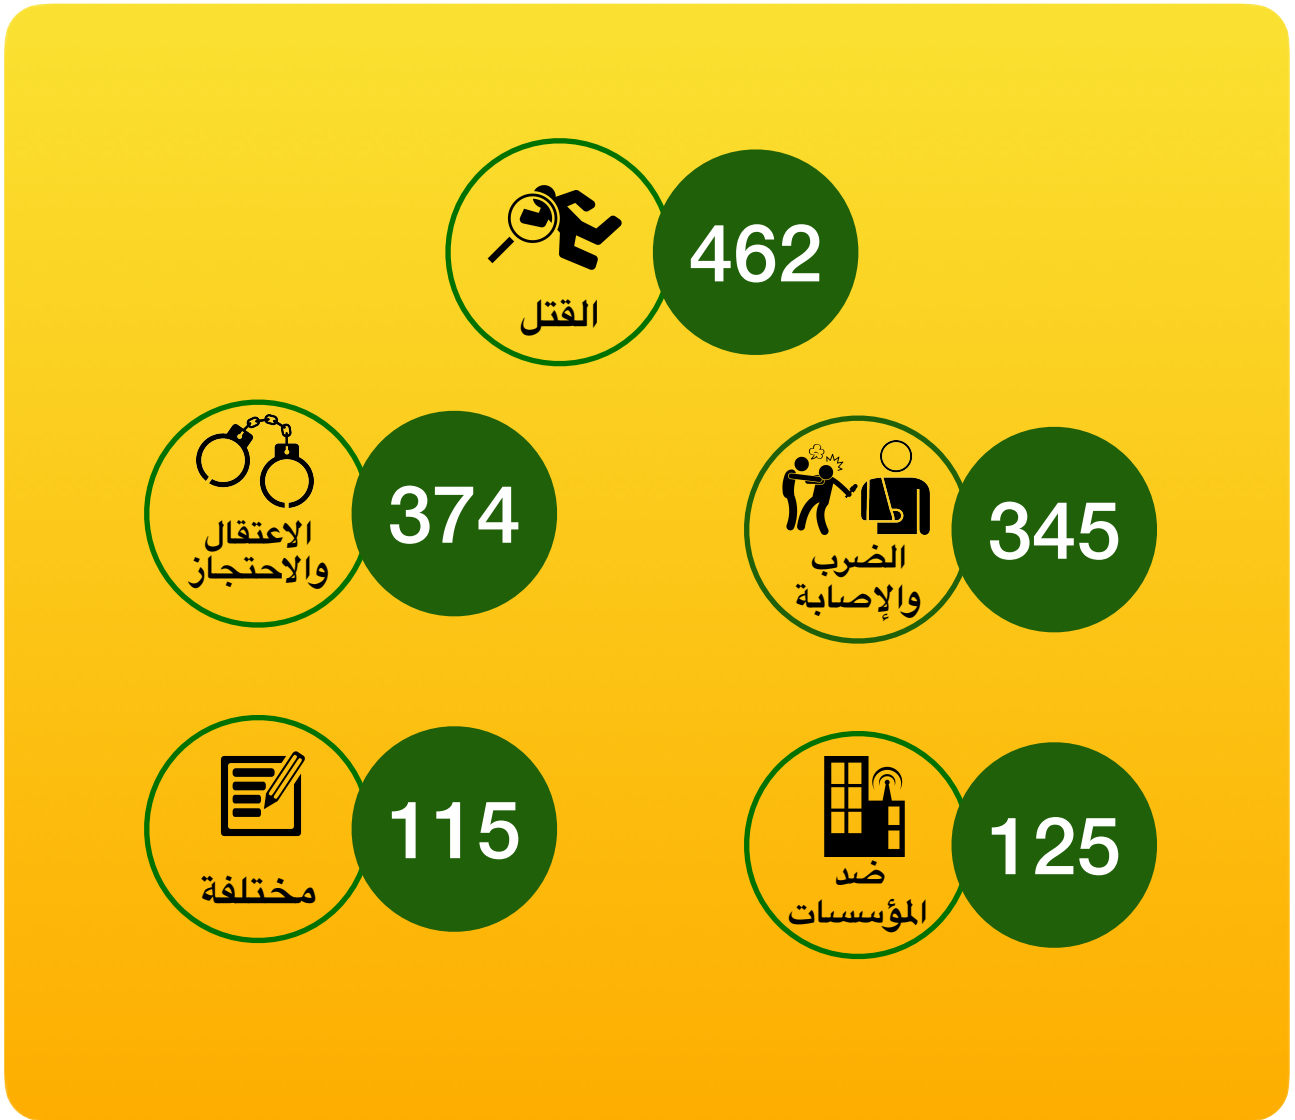 462
القتل
345
الضرب
والإصابة
374
الاعتقال
والاحتجاز
125
ضد
المؤسسات
115
مختلفة